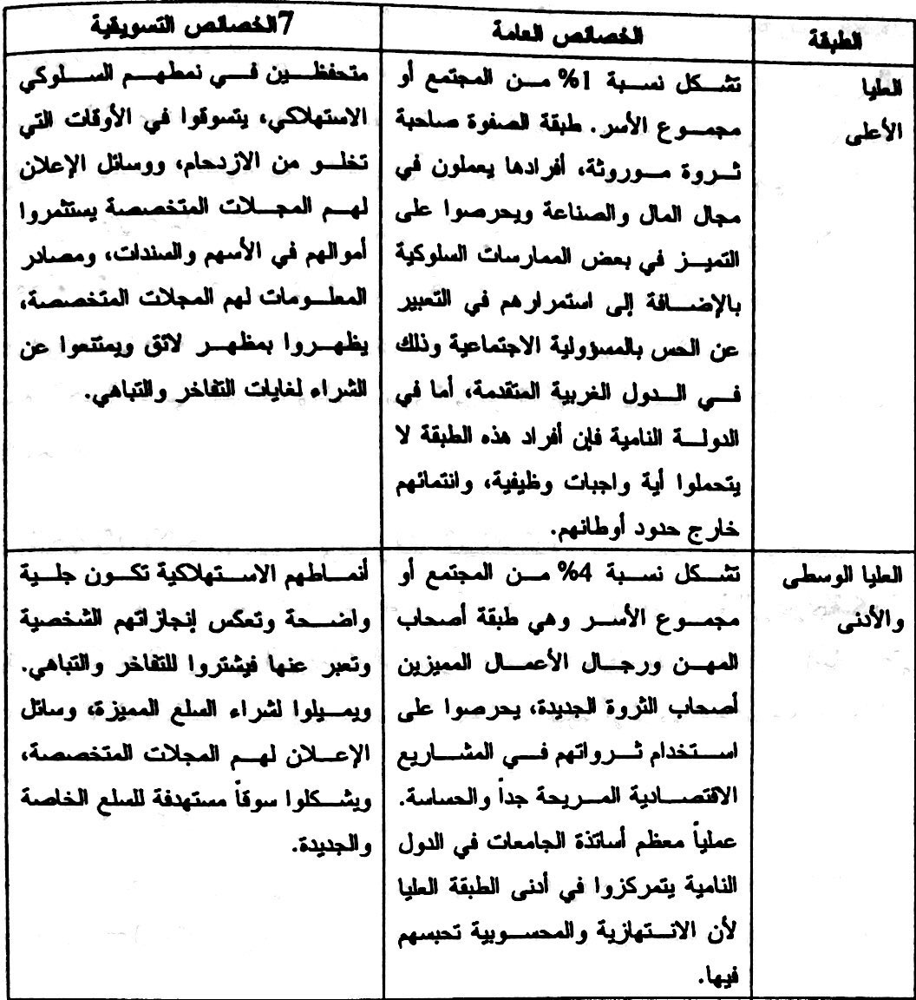 الطبقة
الخصائص العامة
7الخصائص التسويقية
العليا
الأعلى
تشكل نسبة 1% من المجتمع أو
مجموع الأسر. طبقة الصفوة صاحبة
ثروة موروثة، أفرادها يعملون في
مجال المال والصناعة ويحرصوا على
التميز في بعض الممارسات السلوكية
بالإضافة إلى استمرارهم في التعبير
عن الحس بالمسؤولية الاجتماعية وذلك
في الدول الغربية المتقدمة، أما في
الدولة النامية فإن أفراد هذه الطبقة لا
يتحملوا أية واجبات وظيفية، وانتمائهم
خارج حدود أوطانهم.
متحفظين في نمطهم السلوكي
الاستهلاكي، يتسوقوا في الأوقات التي
تخلو من الازدحام، ووسائل الإعلان
لهم المجلات المتخصصة يستثمروا
أموالهم في الأسهم والسندات، ومصادر
المعلومات لهم المجلات المتخصصة،
يظهروا بمظهر لائق ويمتنعوا عن
الشراء لغايات التفاخر والتباهي.
العليا الوسطى
والأدنى
تشكل نسبة 4% من المجتمع أو
مجموع الأسر وهي طبقة أصحاب
المهن ورجال الأعمال المميزين
أصحاب الثروة الجديدة، يحرصوا على
استخدام ثرواتهم في المشاريع
الاقتصادية المريحة جداً والحساسة.
عملياً معظم أساتذة الجامعات في الدول
النامية يتمركزوا في أدنى الطبقة العليا
لأن الانتهازية والمحسوبية تحبسهم
فيها.
أنماطهم الاستهلاكية تكون جلية
واضحة وتعكس إنجازاتهم الشخصية
وتعبر عنها فيشتروا للتفاخر والتباهي.
ويميلوا لشراء السلع المميزة، وسائل
الإعلان لهم المجلات المتخصصة،
ويشكلوا سوقاً مستهدفة للسلع الخاصة
والجديدة.